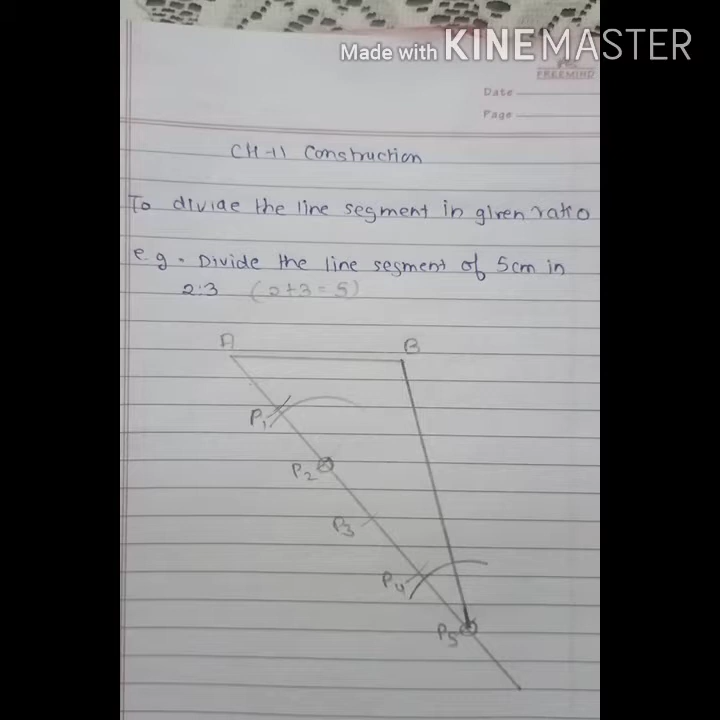 Made with KINEMASTER
FREEMIND
Date
Page
CH-11 Construction
To divide the line segment in given ratio
e.g. Divide the line segment of 5cm in
2:3 (2+3=5)
A B
P1
P2
P3
P4
P5